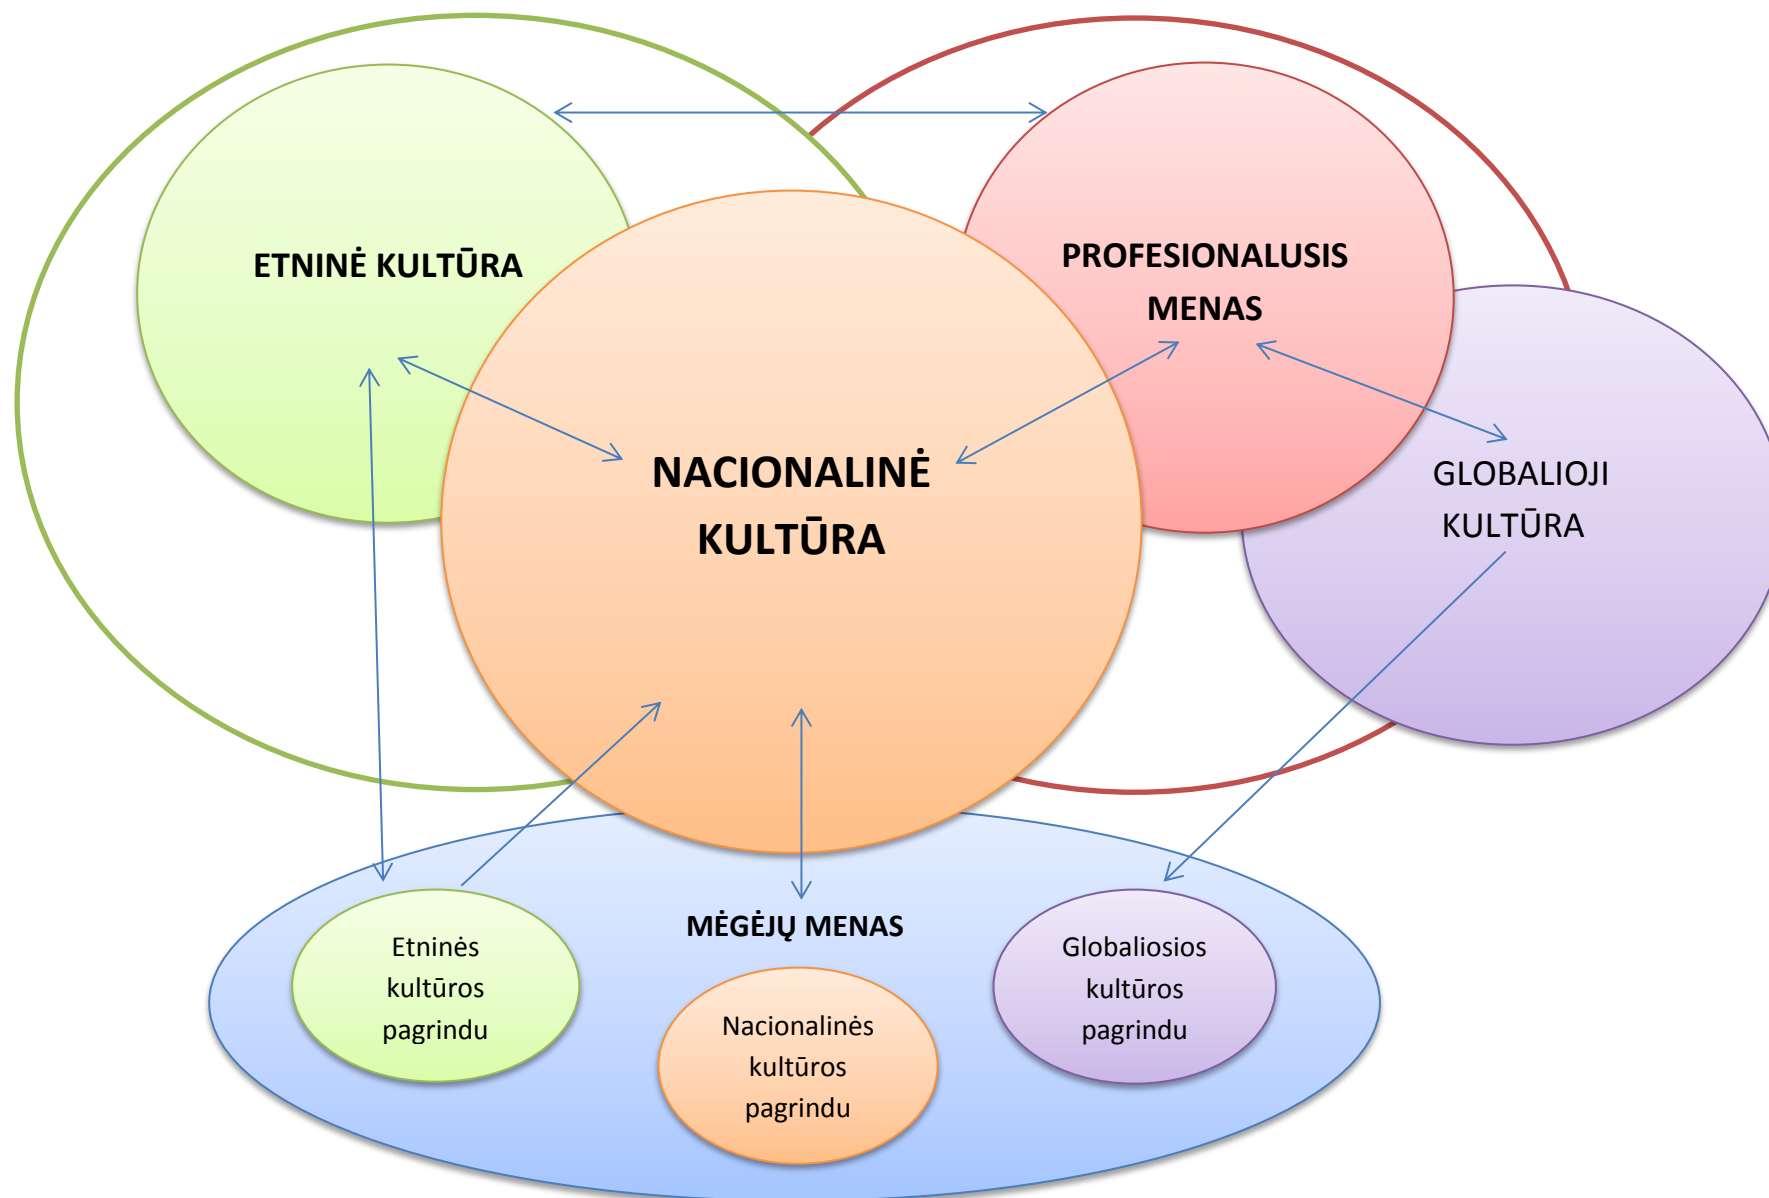 ETNINĖ KULTŪRA
PROFESIONALUSIS
MENAS
NACIONALINĖ
KULTŪRA
GLOBALIOJI
KULTŪRA
MĖGĖJŲ MENAS
Etninės
kultūros
pagrindu
Nacionalinės
kultūros
pagrindu
Globaliosios
kultūros
pagrindu